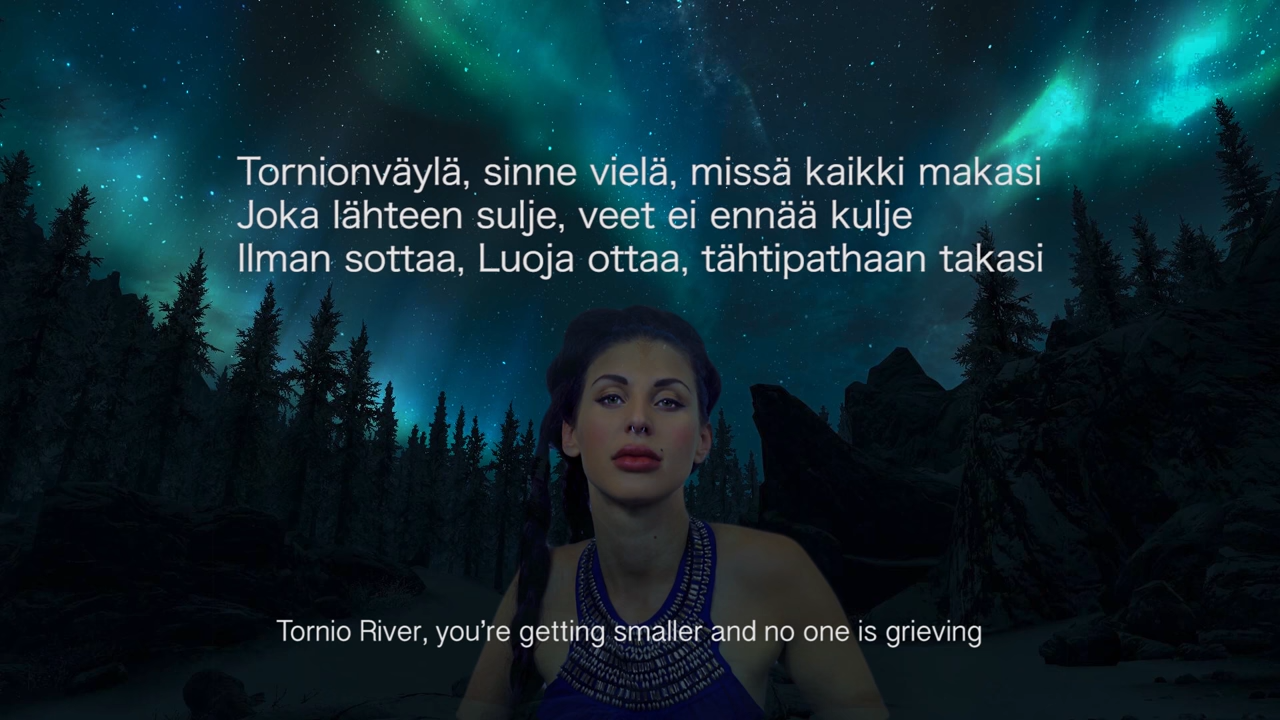 Tornionväylä, sinne vielä, missä kaikki makasi
Joka lähteen sulje, veet ei ennää kulje
Ilman sottaa, Luoja ottaa, tähtipathaan takasi
Tornio River, you're getting smaller and no one is grieving